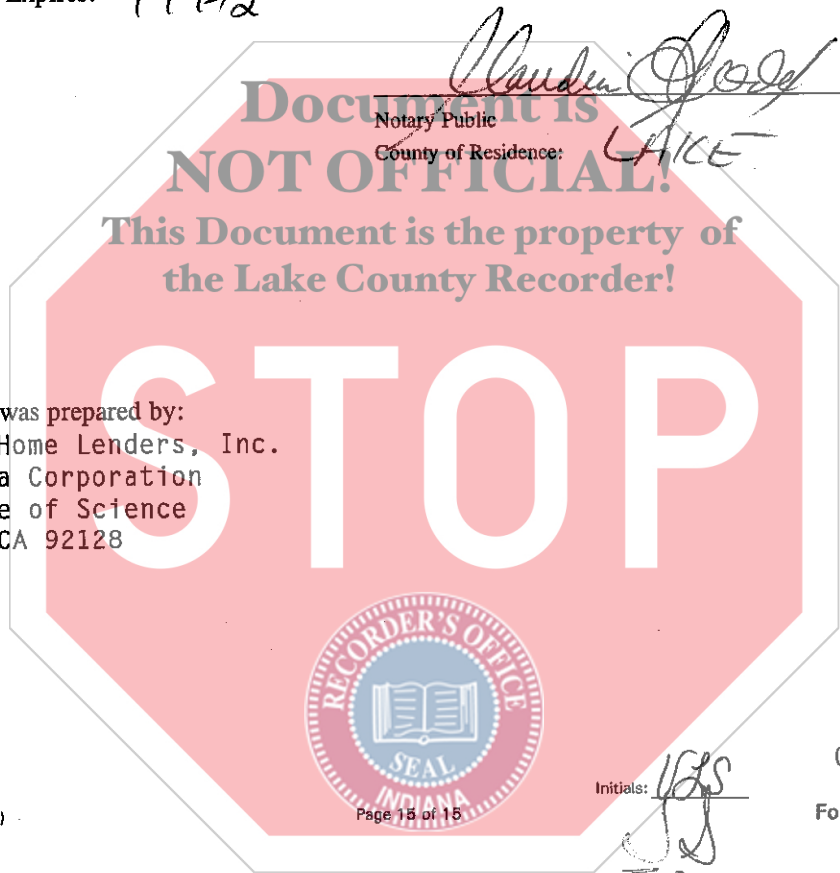 Expires:
Document is
Notary Public
County of Residence: LAKE
NOT OFFICIAL!
This Document is the property of
the Lake County Recorder!
STOP
was prepared by:
Home Lenders, Inc.
a Corporation
e of Science
CA 92128
RECORDER'S OFFICE
SEAL
INDIANA
Initials:
Page 15 of 15
Fo